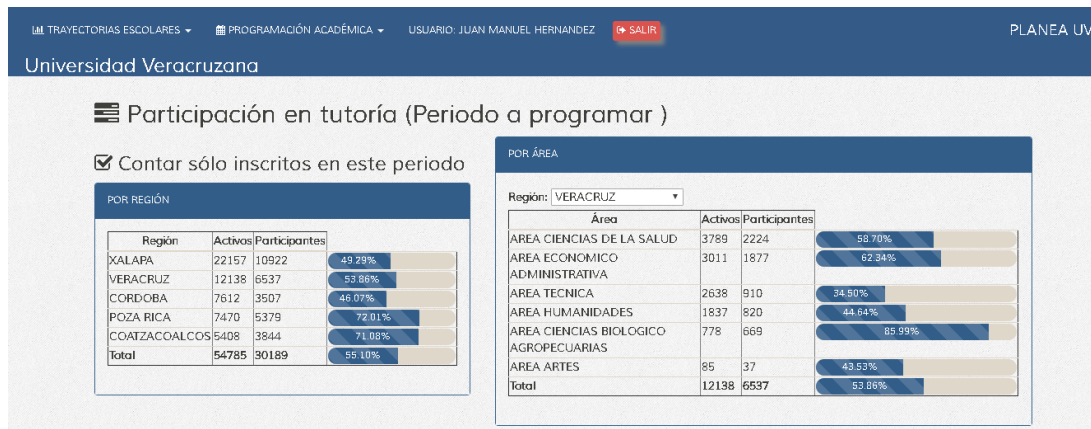 TRAYECTORIAS ESCOLARES PROGRAMACIÓN ACADÉMICA USUARIO: JUAN MANUEL HERNANDEZ SALIR PLANEA UV
Universidad Veracruzana
Participación en tutoría (Periodo a programar )
Contar sólo inscritos en este periodo
POR REGIÓN
Región Activos Participantes
XALAPA 22157 10922 49.29%
VERACRUZ 12138 6537 53.86%
CORDOBA 7612 3507 46.07%
POZA RICA 7470 5379 72.01%
COATZACOALCOS 5408 3844 71.08%
Total 54785 30189 55.10%
POR ÁREA
Región: VERACRUZ
Área Activos Participantes
AREA CIENCIAS DE LA SALUD 3789 2224 58.70%
AREA ECONOMICO 3011 1877 62.34%
ADMINISTRATIVA
AREA TECNICA 2638 910 34.50%
AREA HUMANIDADES 1837 820 44.64%
AREA CIENCIAS BIOLOGICO 778 669 85.99%
AGROPECUARIAS
AREA ARTES 85 37 43.53%
Total 12138 6537 53.86%